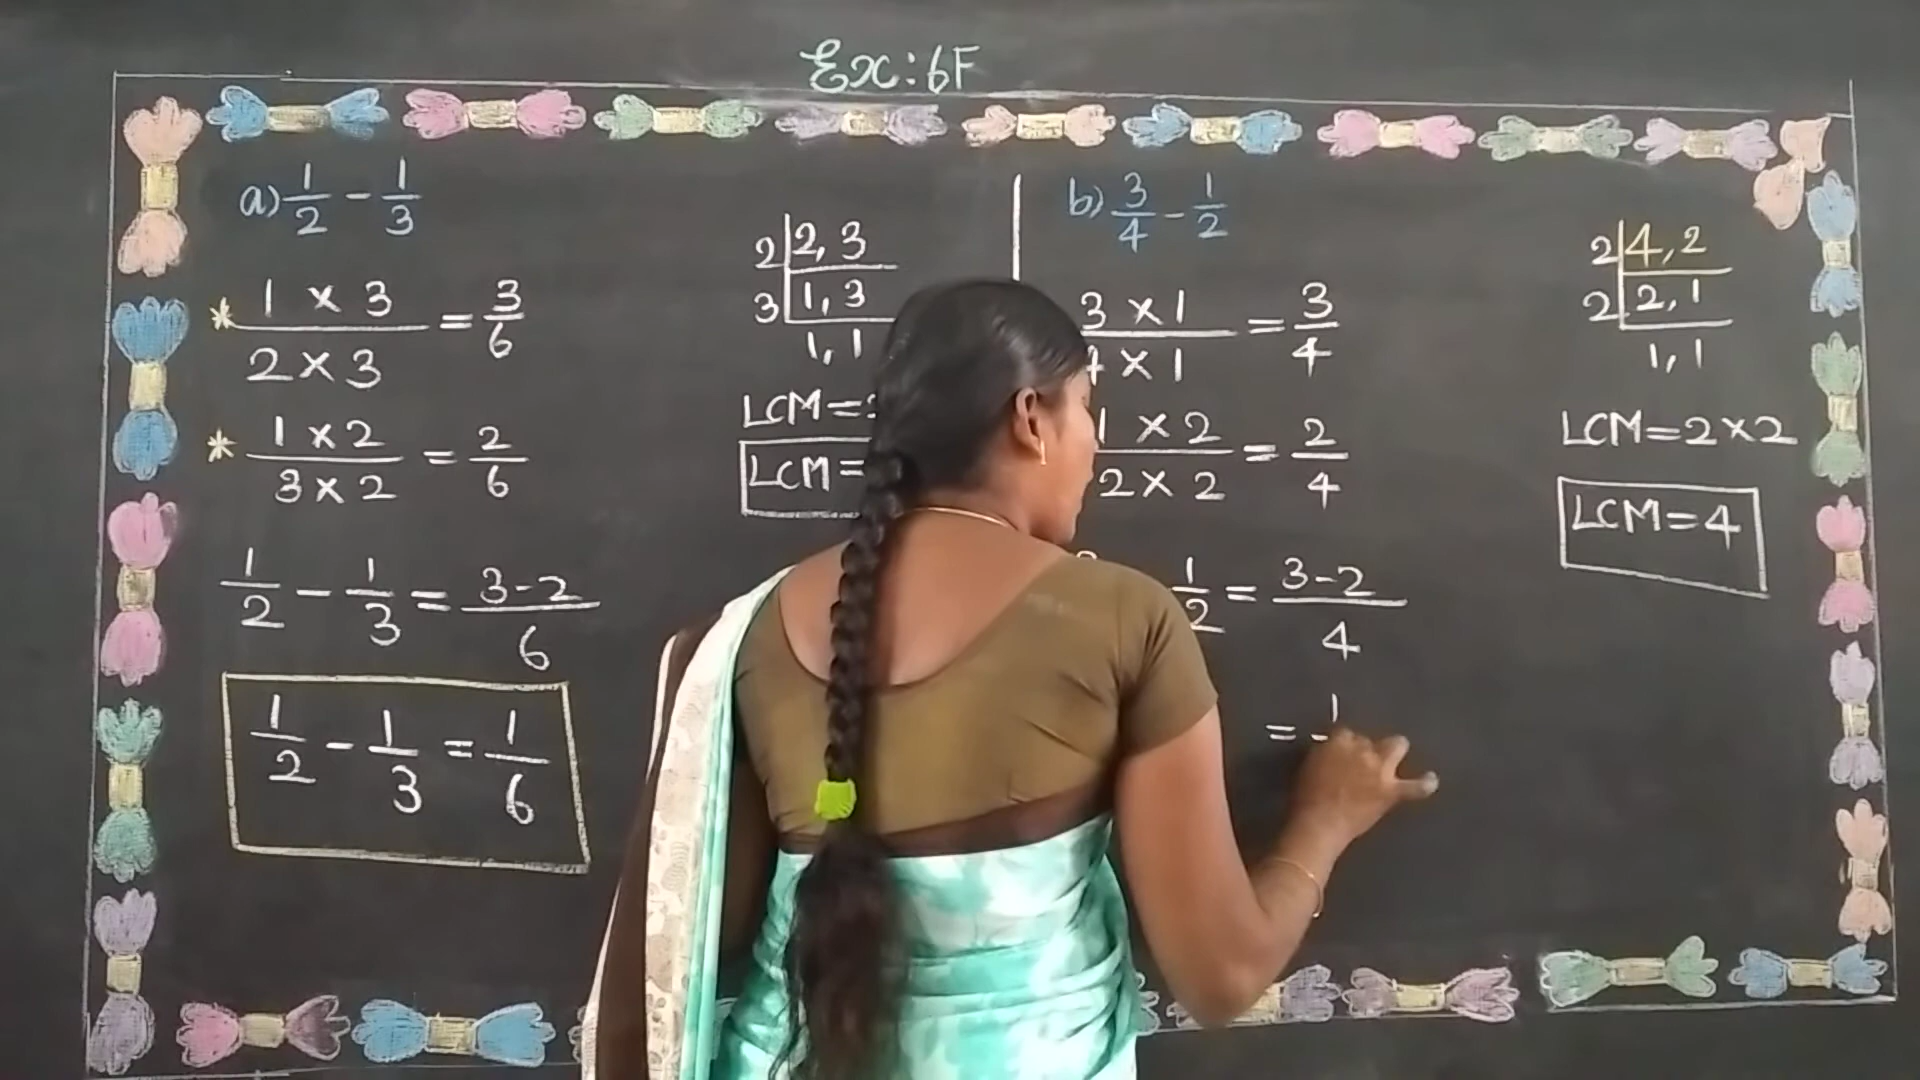 Ex:6F
a) 1/2 - 1/3
2|2, 3
3|1, 3
1, 1
* 1 × 3 / 2 × 3 = 3/6
LCM=
* 1 × 2 / 3 × 2 = 2/6
LCM=
1/2 - 1/3 = 3-2/6
1/2 - 1/3 = 1/6
b) 3/4 - 1/2
2|4, 2
2|2, 1
1, 1
3 × 1 / 4 × 1 = 3/4
LCM=2×2
1 × 2 / 2 × 2 = 2/4
LCM=4
1/2 = 3-2/4
= 1